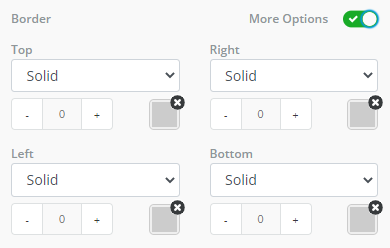 Border More Options
Top Right
Solid Solid
- 0 + - 0 +
Left Bottom
Solid Solid
- 0 + - 0 +